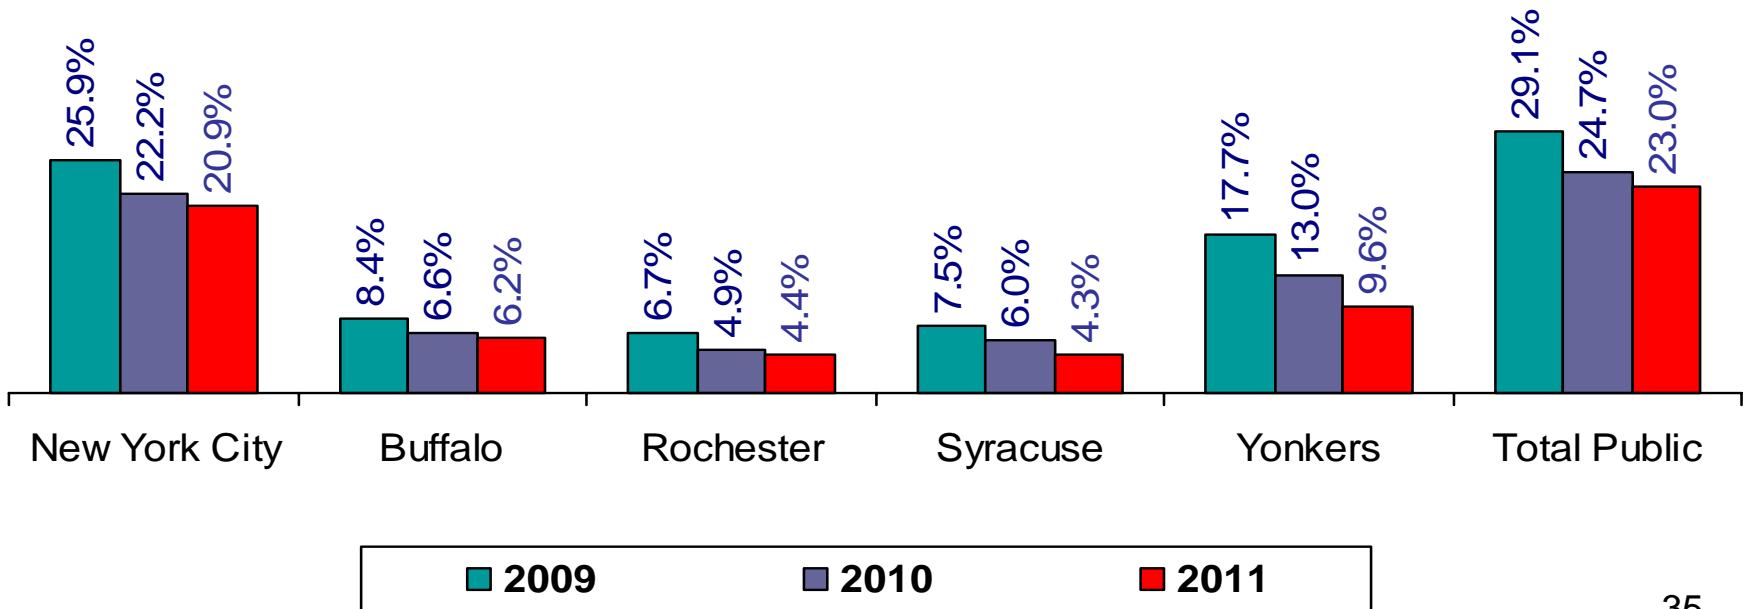 25.9% 22.2% 20.9% 8.4% 6.6% 6.2% 6.7% 4.9% 4.4% 7.5% 6.0% 4.3% 17.7% 13.0% 9.6% 29.1% 24.7% 23.0%
New York City Buffalo Rochester Syracuse Yonkers Total Public
2009 2010 2011
35